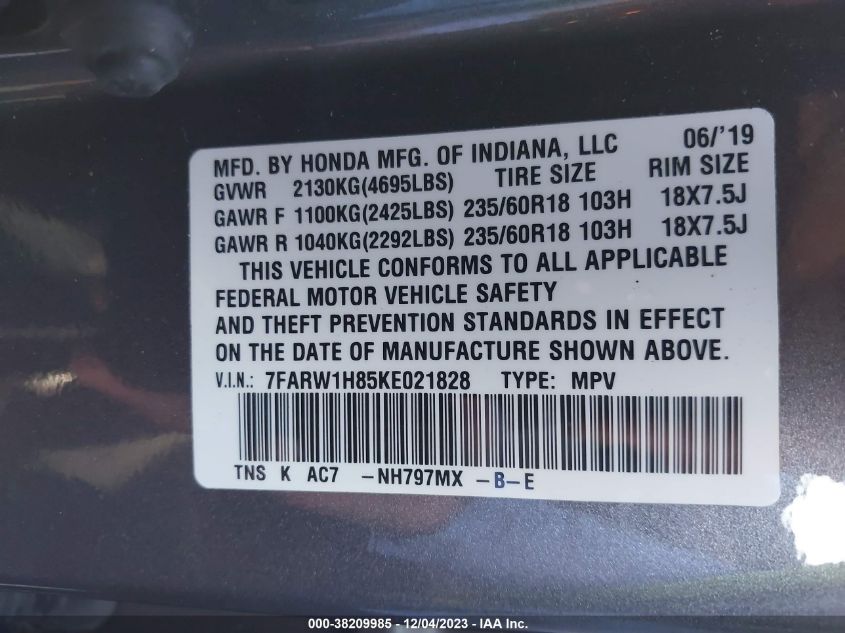 MFD. BY HONDA MFG. OF INDIANA, LLC 06/'19
GVWR 2130KG(4695LBS) TIRE SIZE RIM SIZE
GAWR F 1100KG(2425LBS) 235/60R18 103H 18X7.5J
GAWR R 1040KG(2292LBS) 235/60R18 103H 18X7.5J
THIS VEHICLE CONFORMS TO ALL APPLICABLE
FEDERAL MOTOR VEHICLE SAFETY
AND THEFT PREVENTION STANDARDS IN EFFECT
ON THE DATE OF MANUFACTURE SHOWN ABOVE.
V.I.N.: 7FARW1H85KE021828 TYPE: MPV
TNS K AC7 -NH797MX -B-E
000-38209985 - 12/04/2023 - IAA Inc.